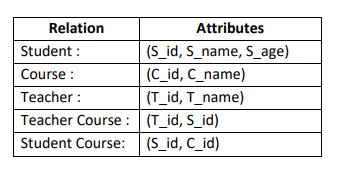 Relation Attributes
Student : (S_id, S_name, S_age)
Course : (C_id, C_name)
Teacher : (T_id, T_name)
Teacher Course : (T_id, S_id)
Student Course: (S_id, C_id)